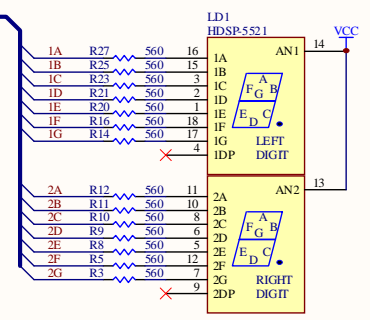 LD1
HDSP-5521
VCC
1A R27 560 16 1A AN1 14
1B R25 560 15 1B
1C R23 560 3 1C
1D R21 560 2 1D
1E R20 560 1 1E
1F R16 560 18 1F
1G R14 560 17 1G
4 1DP
A
F B
G
E C
D
LEFT
DIGIT
2A R12 560 11 2A AN2 13
2B R11 560 10 2B
2C R10 560 8 2C
2D R9 560 6 2D
2E R8 560 5 2E
2F R5 560 12 2F
2G R3 560 7 2G
9 2DP
A
F B
G
E C
D
RIGHT
DIGIT